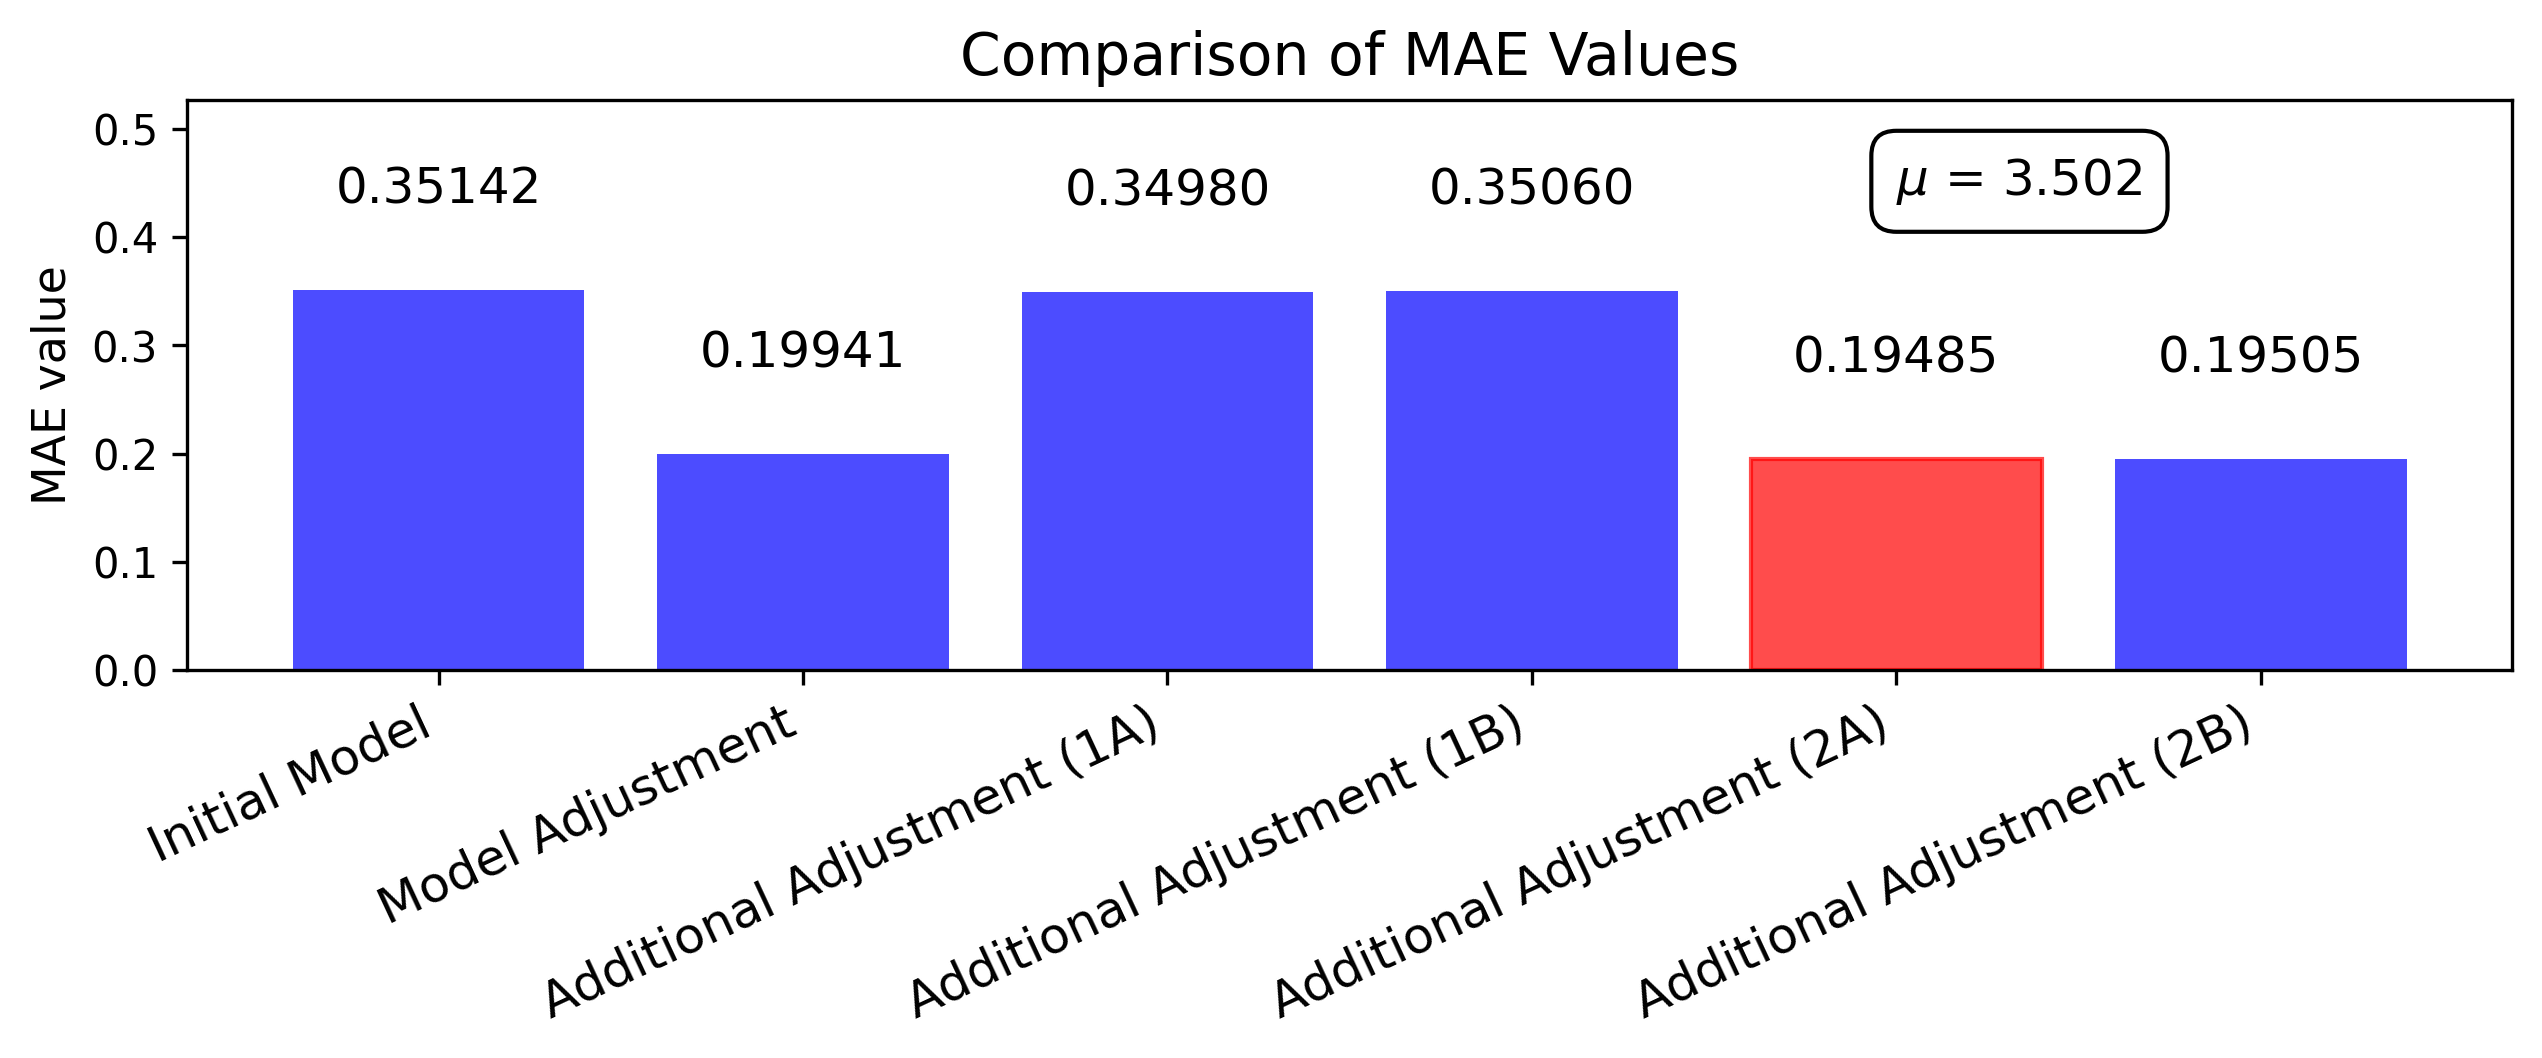 Comparison of MAE Values
MAE value
0.5
0.4
0.3
0.2
0.1
0.0
0.35142
0.19941
0.34980
0.35060
0.19485
0.19505
μ = 3.502
Initial Model
Model Adjustment
Additional Adjustment (1A)
Additional Adjustment (1B)
Additional Adjustment (2A)
Additional Adjustment (2B)